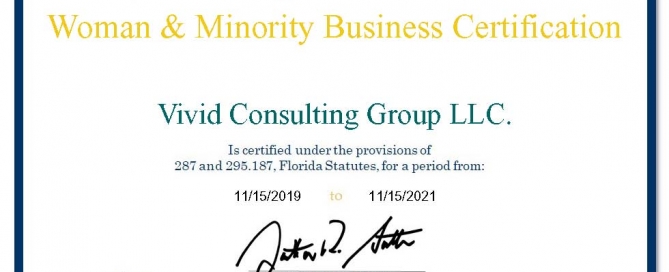 Woman & Minority Business Certification
Vivid Consulting Group LLC.
Is certified under the provisions of
287 and 295.187, Florida Statutes, for a period from:
11/15/2019 to 11/15/2021